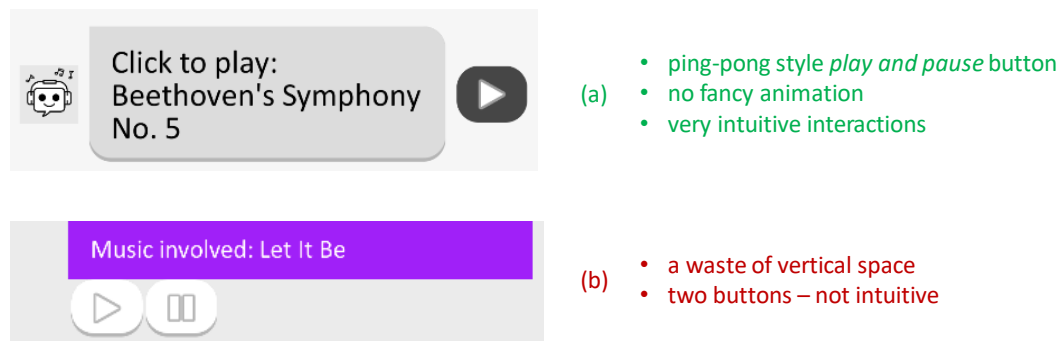 Click to play:
Beethoven's Symphony
No. 5
(a)
• ping-pong style play and pause button
• no fancy animation
• very intuitive interactions
Music involved: Let It Be
(b)
• a waste of vertical space
• two buttons – not intuitive